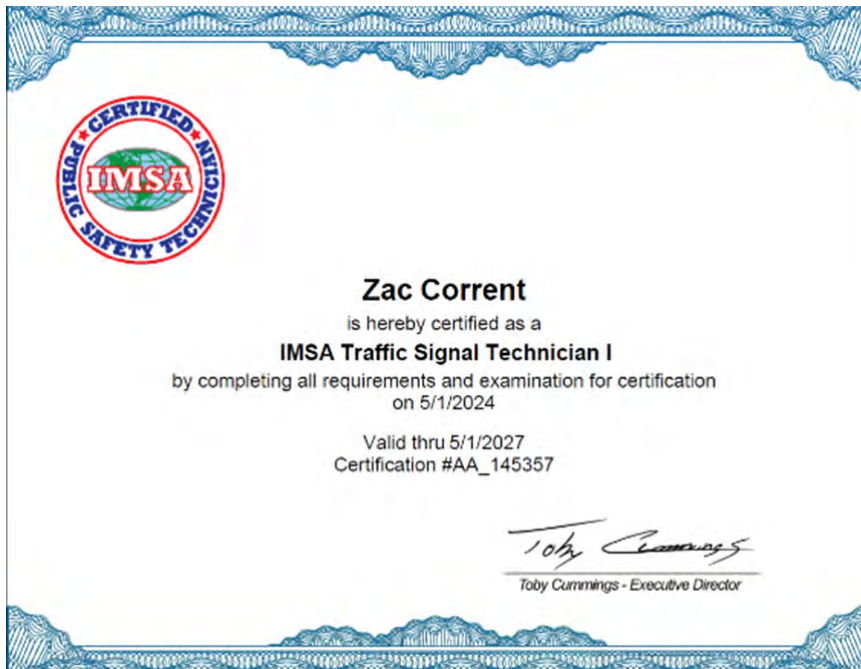 CERTIFIED
IMSA
PUBLIC SAFETY TECHNICIAN
Zac Corrent
is hereby certified as a
IMSA Traffic Signal Technician I
by completing all requirements and examination for certification
on 5/1/2024
Valid thru 5/1/2027
Certification #AA_145357
Toby Cummings
Toby Cummings - Executive Director